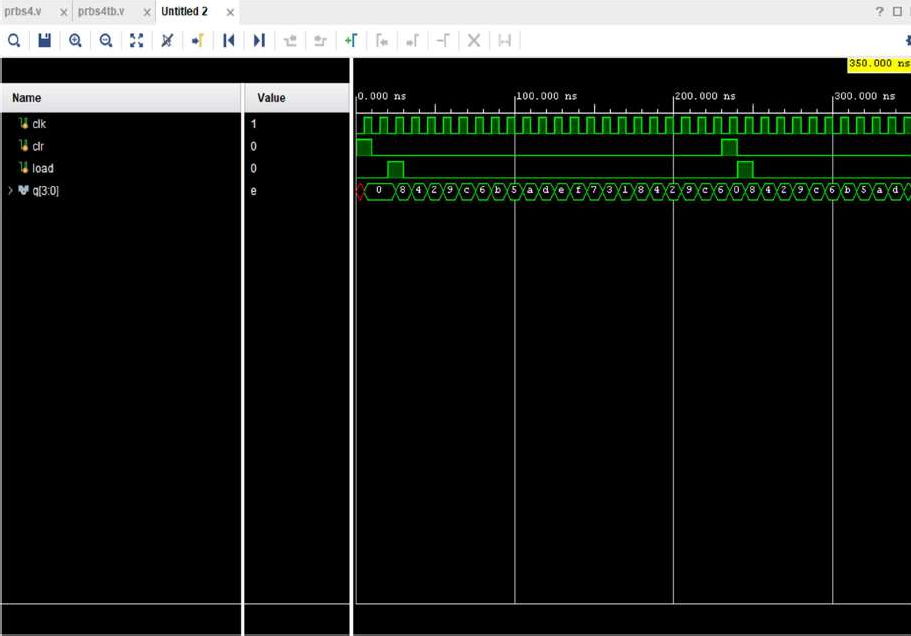 prbs4.v × prbs4tb.v × Untitled 2 × ?
350.000 ns
Name Value
0.000 ns 100.000 ns 200.000 ns 300.000 ns
clk 1
clr 0
load 0
q[3:0] e 0 8 4 2 9 c 6 b 5 a d e f 7 3 1 8 4 2 9 c 6 0 8 4 2 9 c 6 b 5 a d